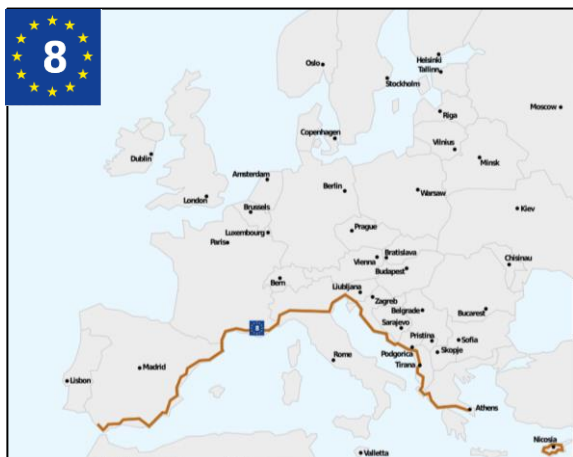 8
Oslo
Helsinki
Tallinn
Stockholm
Moscow
Riga
Copenhagen
Vilnius
Dublin
Minsk
Amsterdam
Berlin
Warsaw
London
Brussels
Kiev
Luxembourg
Prague
Paris
Bratislava
Vienna
Chisinau
Budapest
Bern
Liubljana
Zagreb
Belgrade
Bucarest
Sarajevo
8
Pristina
Sofia
Podgorica
Skopje
Rome
Tirana
Madrid
Lisbon
Athens
Nicosia
Valletta